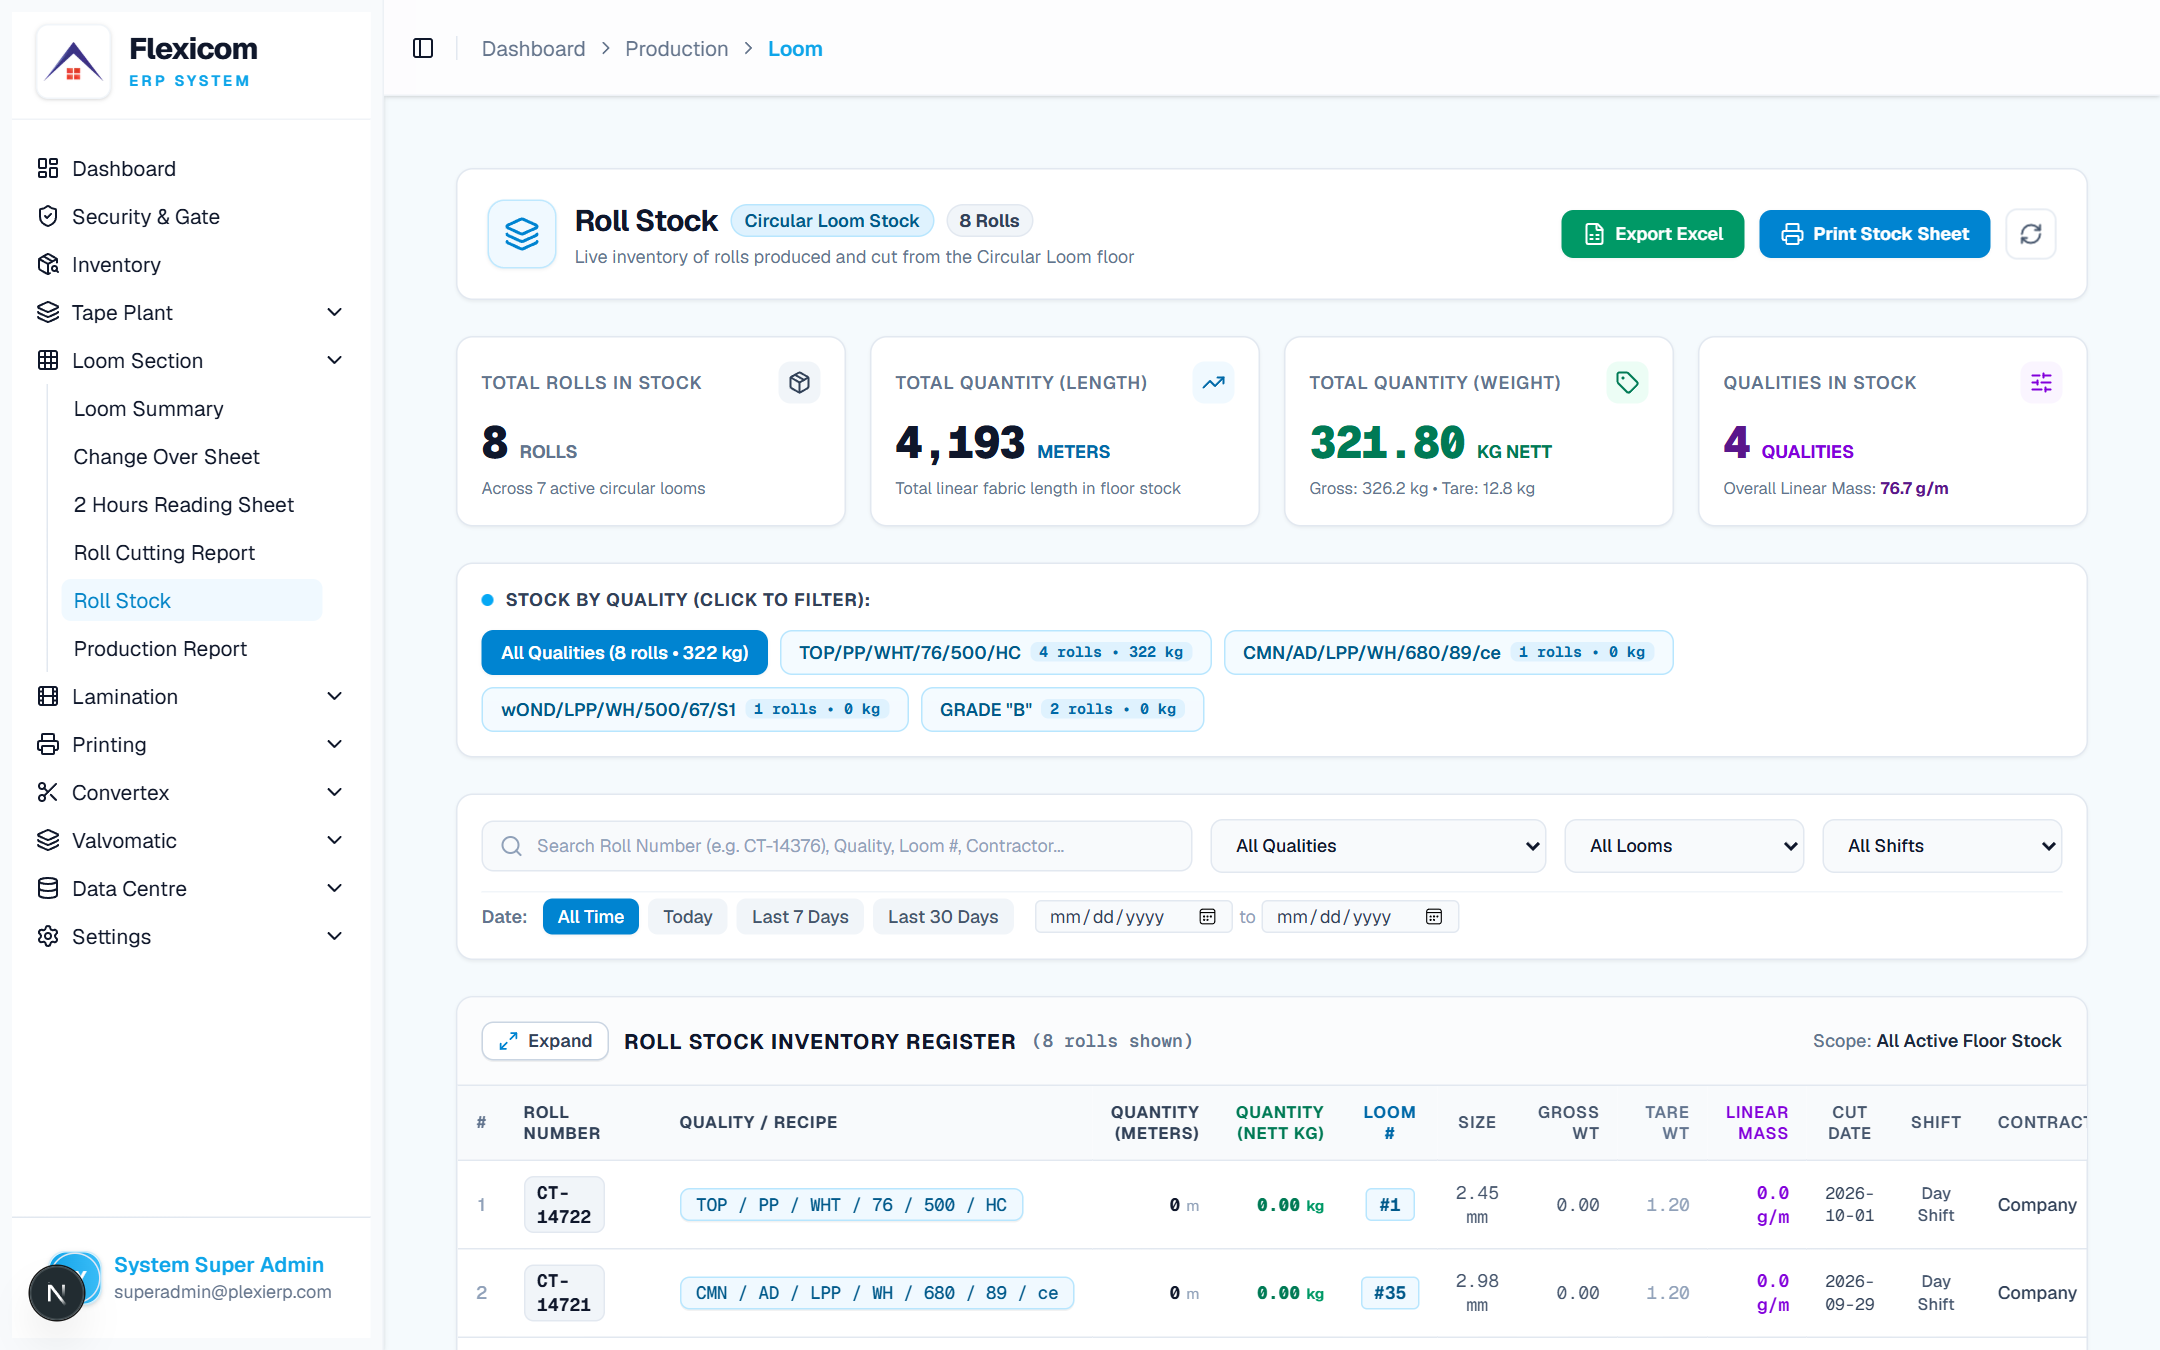 Flexicom
ERP SYSTEM
Dashboard
Security & Gate
Inventory
Tape Plant
Loom Section
Loom Summary
Change Over Sheet
2 Hours Reading Sheet
Roll Cutting Report
Roll Stock
Production Report
Lamination
Printing
Convertex
Valvomatic
Data Centre
Settings
System Super Admin
superadmin@plexierp.com
N
Dashboard > Production > Loom
Roll Stock Circular Loom Stock 8 Rolls
Live inventory of rolls produced and cut from the Circular Loom floor
Export Excel Print Stock Sheet
TOTAL ROLLS IN STOCK
8 ROLLS
Across 7 active circular looms
TOTAL QUANTITY (LENGTH)
4,193 METERS
Total linear fabric length in floor stock
TOTAL QUANTITY (WEIGHT)
321.80 KG NETT
Gross: 326.2 kg • Tare: 12.8 kg
QUALITIES IN STOCK
4 QUALITIES
Overall Linear Mass: 76.7 g/m
STOCK BY QUALITY (CLICK TO FILTER):
All Qualities (8 rolls • 322 kg) TOP/PP/WHT/76/500/HC 4 rolls • 322 kg CMN/AD/LPP/WH/680/89/ce 1 rolls • 0 kg
wOND/LPP/WH/500/67/S1 1 rolls • 0 kg GRADE "B" 2 rolls • 0 kg
Search Roll Number (e.g. CT-14376), Quality, Loom #, Contractor... All Qualities All Looms All Shifts
Date: All Time Today Last 7 Days Last 30 Days mm/dd/yyyy to mm/dd/yyyy
Expand ROLL STOCK INVENTORY REGISTER (8 rolls shown) Scope: All Active Floor Stock
# ROLL NUMBER QUALITY / RECIPE QUANTITY (METERS) QUANTITY (NETT KG) LOOM # SIZE GROSS WT TARE WT LINEAR MASS CUT DATE SHIFT CONTRACT
1 CT-14722 TOP / PP / WHT / 76 / 500 / HC 0 m 0.00 kg #1 2.45 mm 0.00 1.20 0.0 g/m 2026-10-01 Day Shift Company
2 CT-14721 CMN / AD / LPP / WH / 680 / 89 / ce 0 m 0.00 kg #35 2.98 mm 0.00 1.20 0.0 g/m 2026-09-29 Day Shift Company